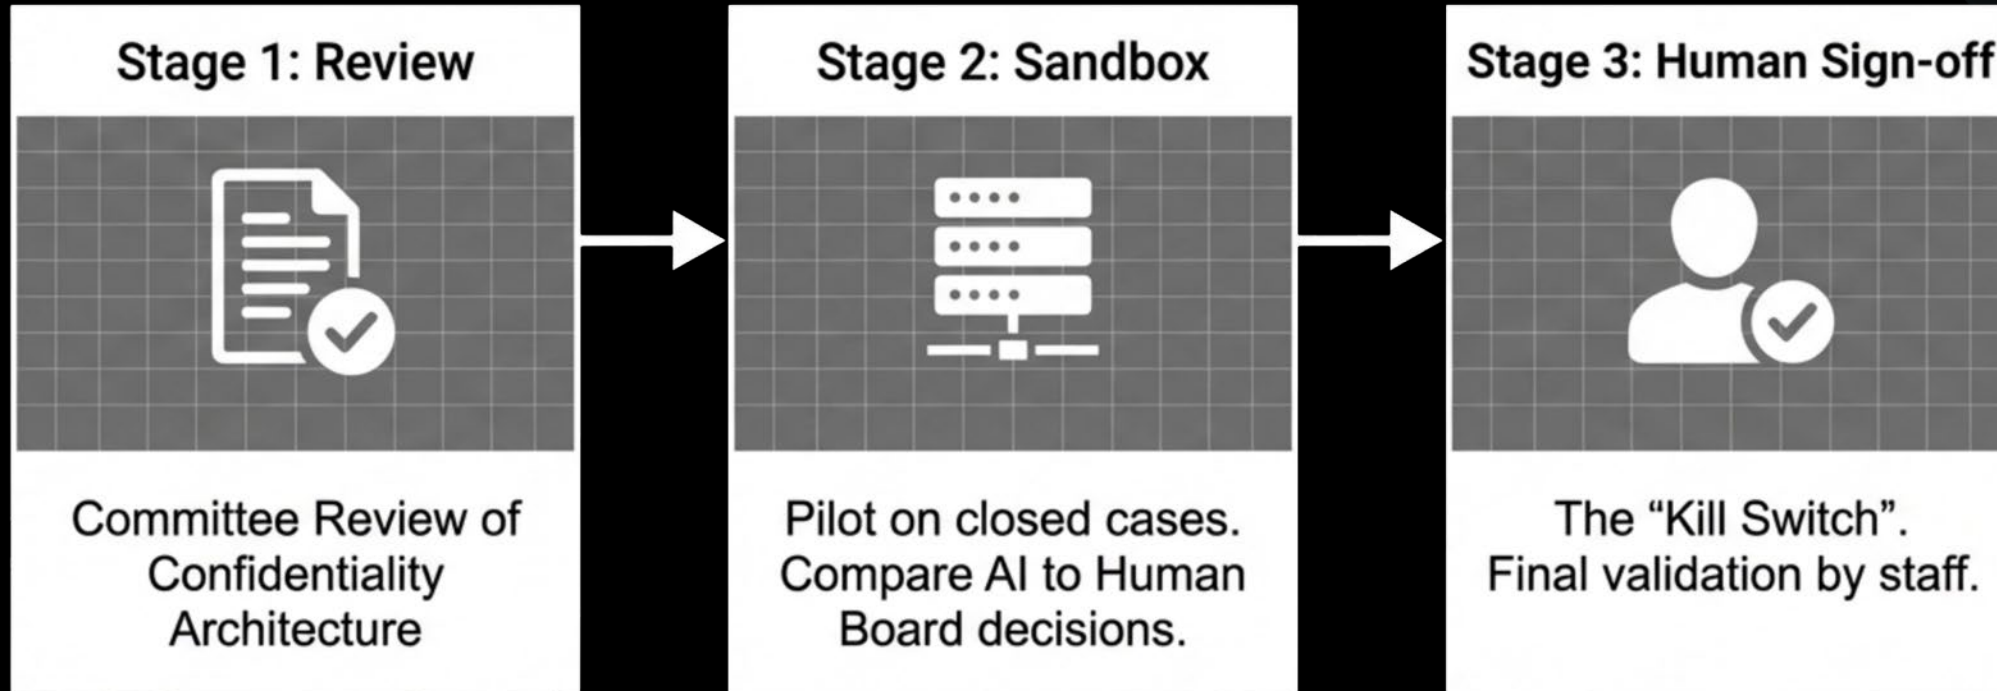 Stage 1: Review
Committee Review of
Confidentiality
Architecture
Stage 2: Sandbox
Pilot on closed cases.
Compare AI to Human
Board decisions.
Stage 3: Human Sign-off
The “Kill Switch”.
Final validation by staff.